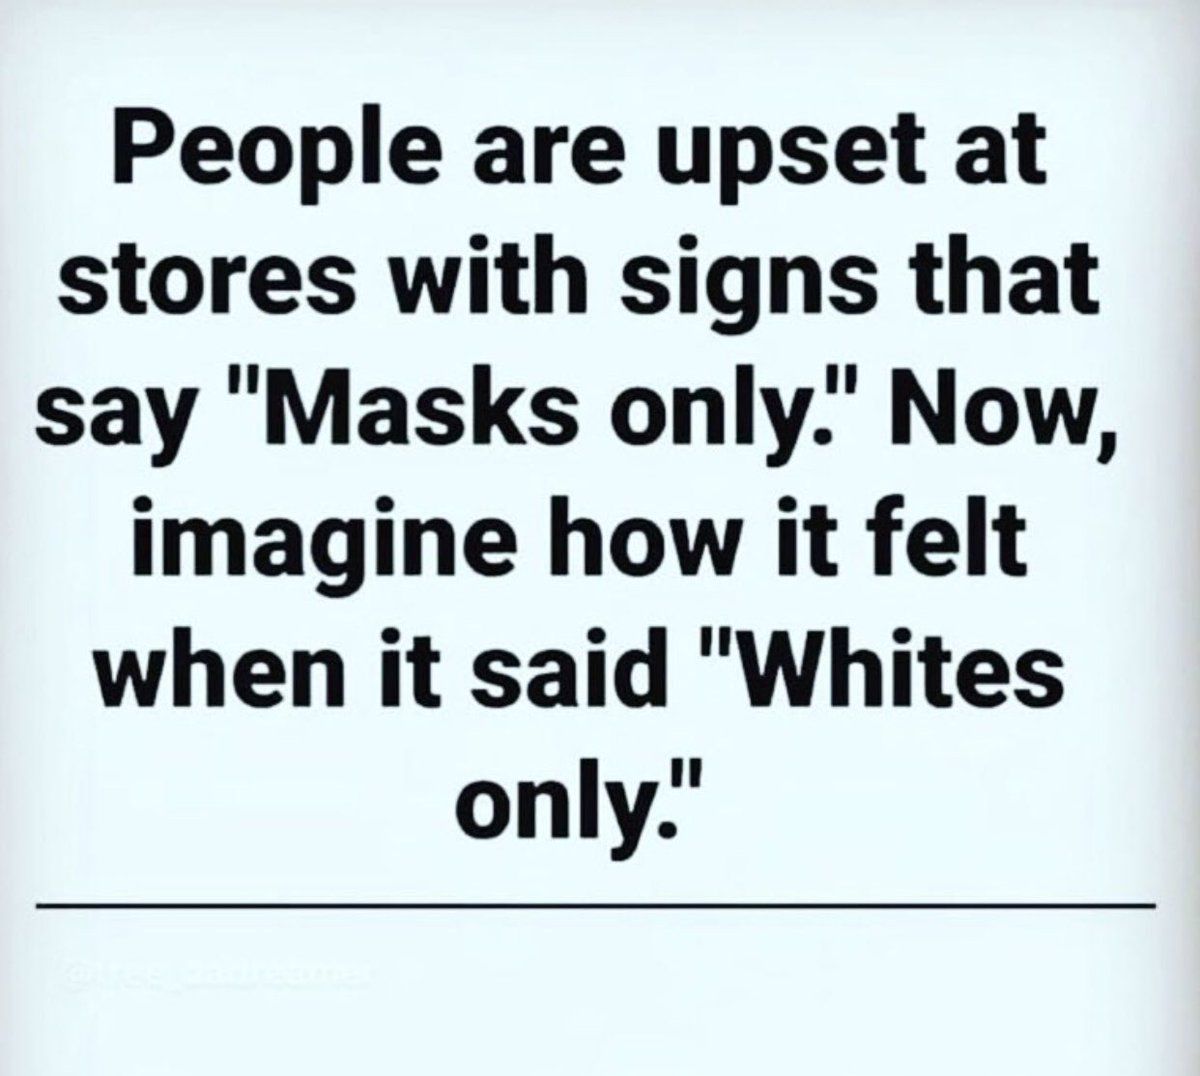 People are upset at
stores with signs that
say "Masks only." Now,
imagine how it felt
when it said "Whites
only."